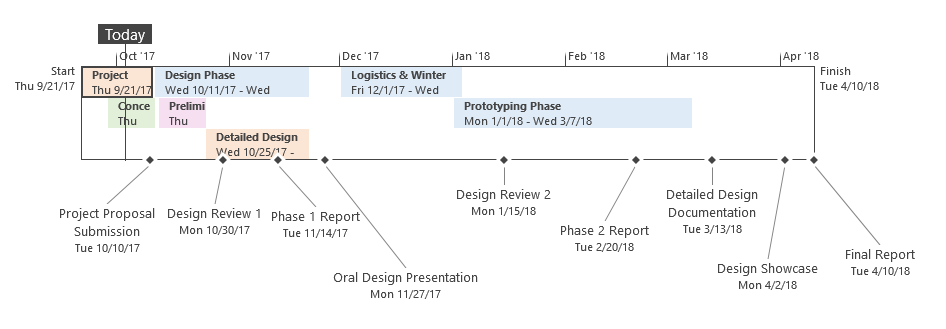 Today
Oct '17
Nov '17
Dec '17
Jan '18
Feb '18
Mar '18
Apr '18
Start
Thu 9/21/17
Project
Thu 9/21/17
Design Phase
Wed 10/11/17 - Wed
Logistics & Winter
Fri 12/1/17 - Wed
Finish
Tue 4/10/18
Conce
Thu
Prelimi
Thu
Prototyping Phase
Mon 1/1/18 - Wed 3/7/18
Detailed Design
Wed 10/25/17 -
Project Proposal
Submission
Tue 10/10/17
Design Review 1
Mon 10/30/17
Phase 1 Report
Tue 11/14/17
Oral Design Presentation
Mon 11/27/17
Design Review 2
Mon 1/15/18
Phase 2 Report
Tue 2/20/18
Detailed Design
Documentation
Tue 3/13/18
Design Showcase
Mon 4/2/18
Final Report
Tue 4/10/18